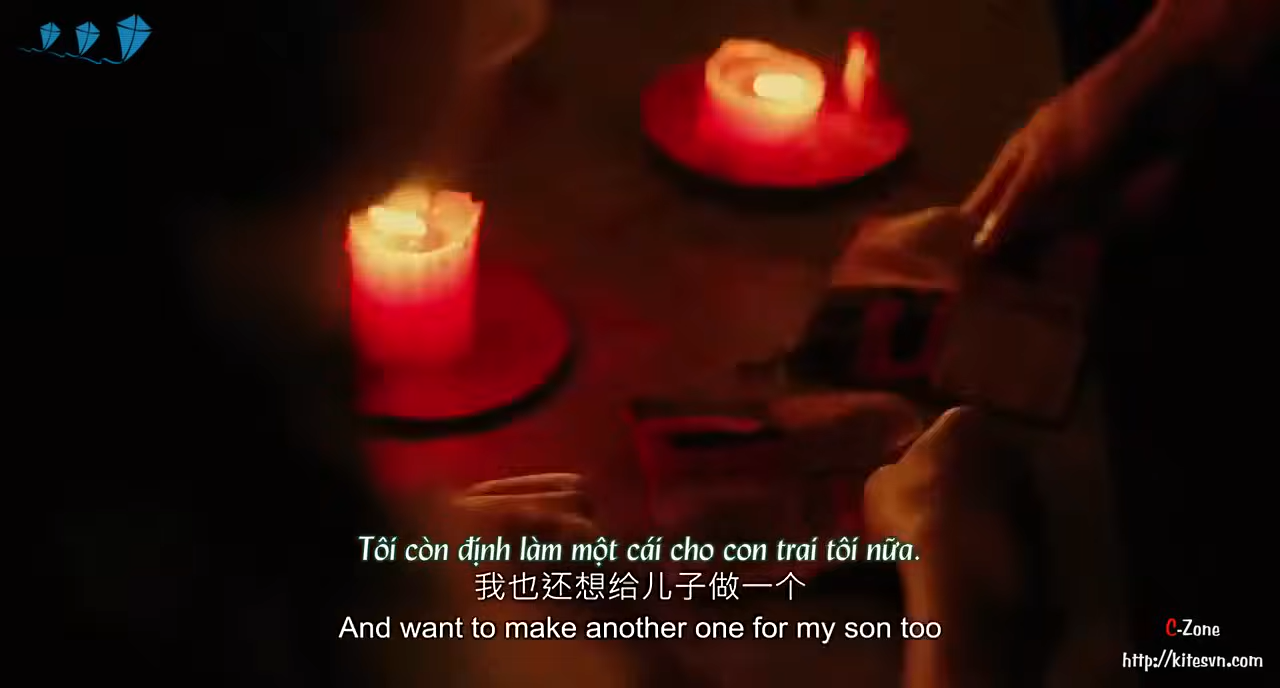 Tôi còn định làm một cái cho con trai tôi nữa.
我也还想给儿子做一个
And want to make another one for my son too
C-Zone
http://kitesvn.com